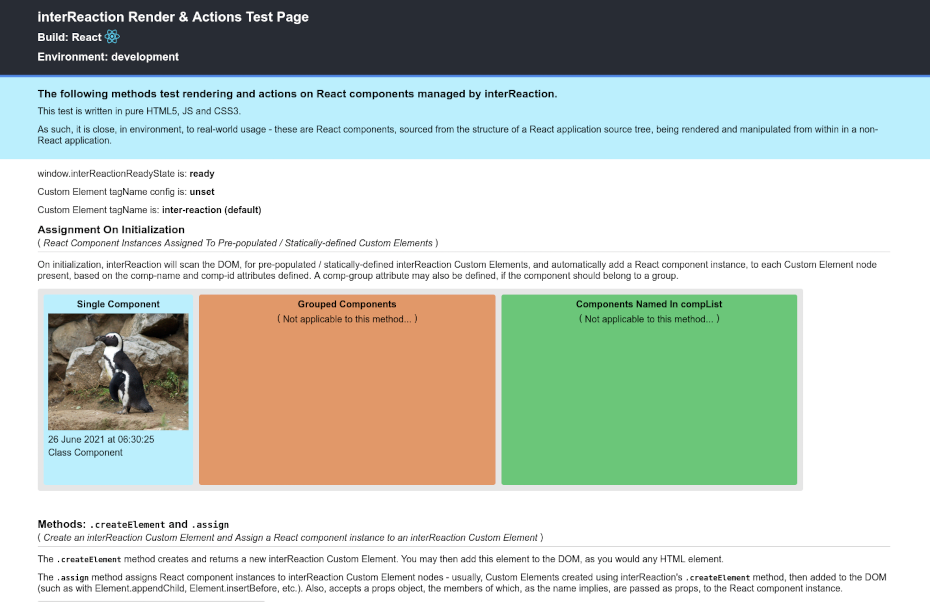 interReaction Render & Actions Test Page
Build: React
Environment: development
The following methods test rendering and actions on React components managed by interReaction.
This test is written in pure HTML5, JS and CSS3.
As such, it is close, in environment, to real-world usage - these are React components, sourced from the structure of a React application source tree, being rendered and manipulated from within in a non-
React application.
window.interReactionReadyState is: ready
Custom Element tagName config is: unset
Custom Element tagName is: inter-reaction (default)
Assignment On Initialization
( React Component Instances Assigned To Pre-populated / Statically-defined Custom Elements )
On initialization, interReaction will scan the DOM, for pre-populated / statically-defined interReaction Custom Elements, and automatically add a React component instance, to each Custom Element node
present, based on the comp-name and comp-id attributes defined. A comp-group attribute may also be defined, if the component should belong to a group.
Single Component
26 June 2021 at 06:30:25
Class Component
Grouped Components
( Not applicable to this method... )
Components Named In compList
( Not applicable to this method... )
Methods: .createElement and .assign
( Create an interReaction Custom Element and Assign a React component instance to an interReaction Custom Element )
The .createElement method creates and returns a new interReaction Custom Element. You may then add this element to the DOM, as you would any HTML element.
The .assign method assigns React component instances to interReaction Custom Element nodes - usually, Custom Elements created using interReaction's .createElement method, then added to the DOM
(such as with Element.appendChild, Element.insertBefore, etc.). Also, accepts a props object, the members of which, as the name implies, are passed as props, to the React component instance.